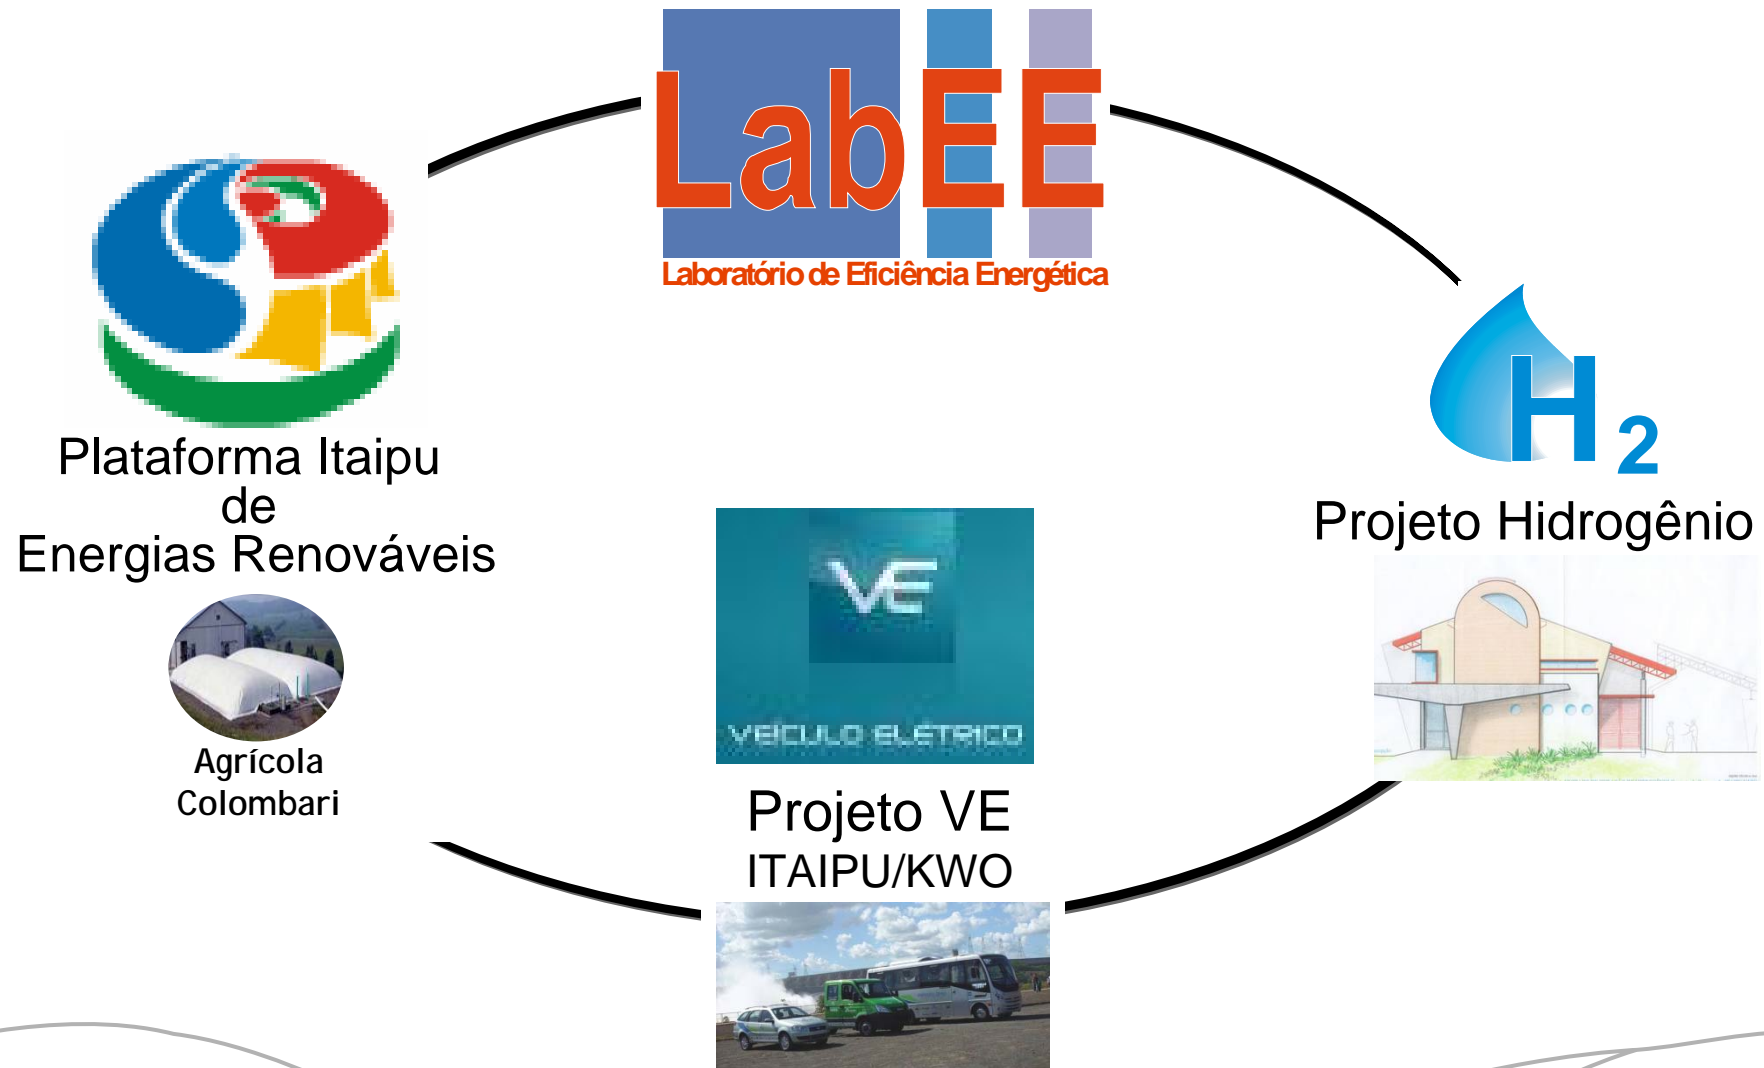 LabEE
Laboratório de Eficiência Energética
Plataforma Itaipu
de
Energias Renováveis
Agrícola
Colombari
VE
VEÍCULO ELÉTRICO
Projeto VE
ITAIPU/KWO
H2
Projeto Hidrogênio